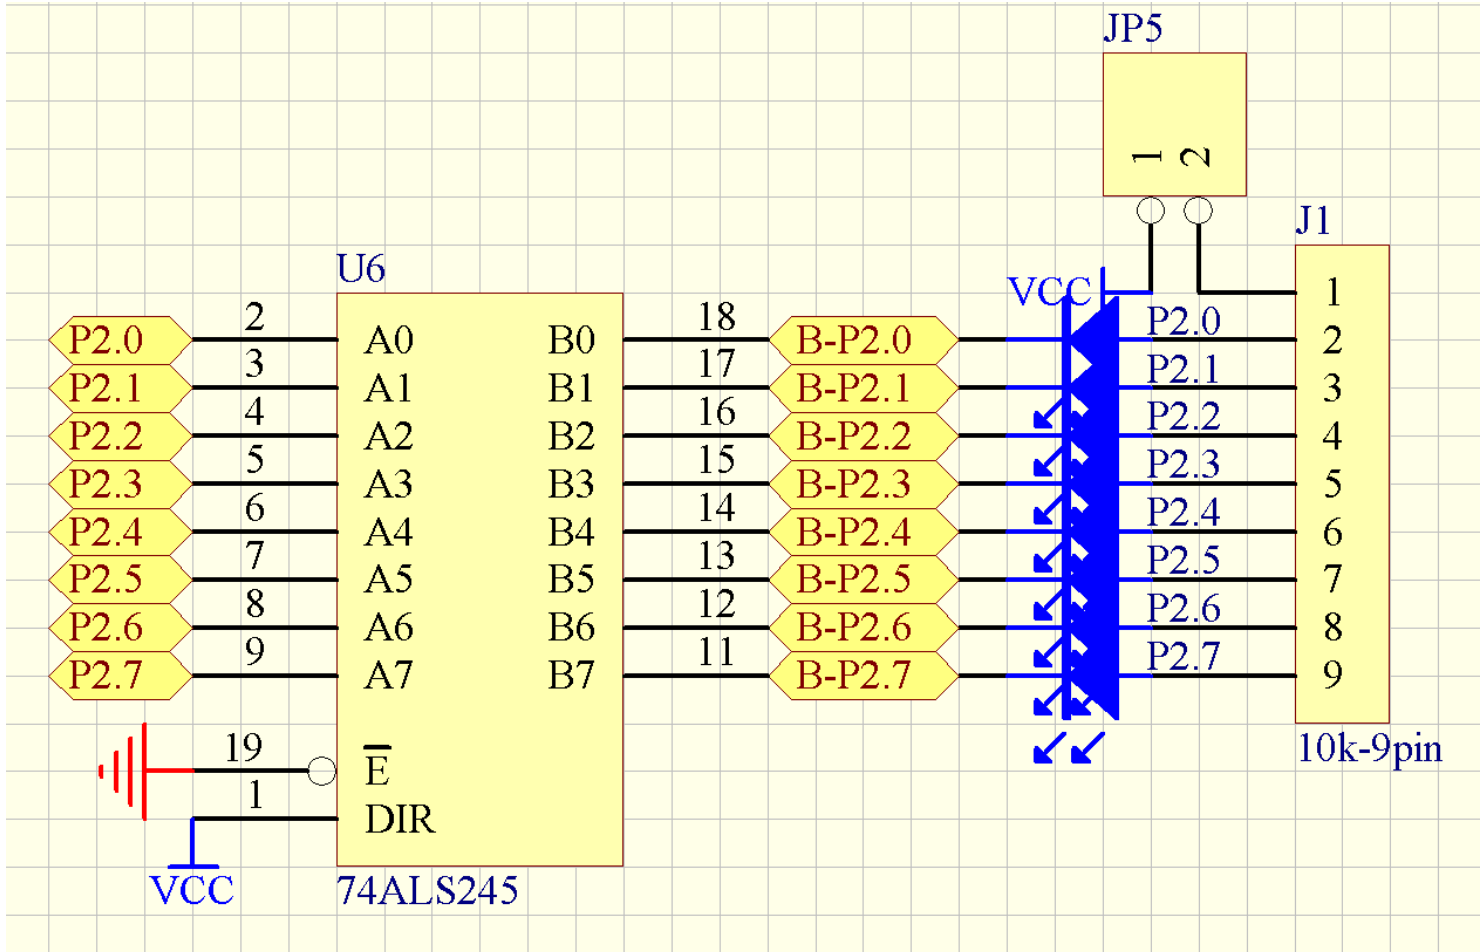 JP5
1 2
J1
U6
VCC
1
2 18 P2.0
P2.0 A0 B0 B-P2.0 2
3 17 P2.1
P2.1 A1 B1 B-P2.1 3
4 16 P2.2
P2.2 A2 B2 B-P2.2 4
5 15 P2.3
P2.3 A3 B3 B-P2.3 5
6 14 P2.4
P2.4 A4 B4 B-P2.4 6
7 13 P2.5
P2.5 A5 B5 B-P2.5 7
8 12 P2.6
P2.6 A6 B6 B-P2.6 8
9 11 P2.7
P2.7 A7 B7 B-P2.7 9
19
E
10k-9pin
1
DIR
VCC
74ALS245